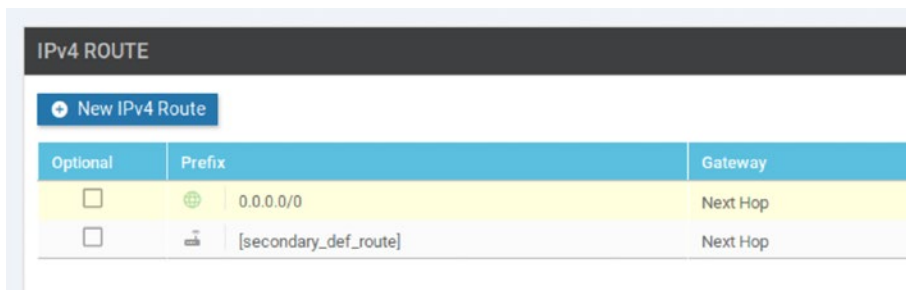 IPv4 ROUTE
New IPv4 Route
Optional Prefix Gateway
0.0.0.0/0 Next Hop
[secondary_def_route] Next Hop